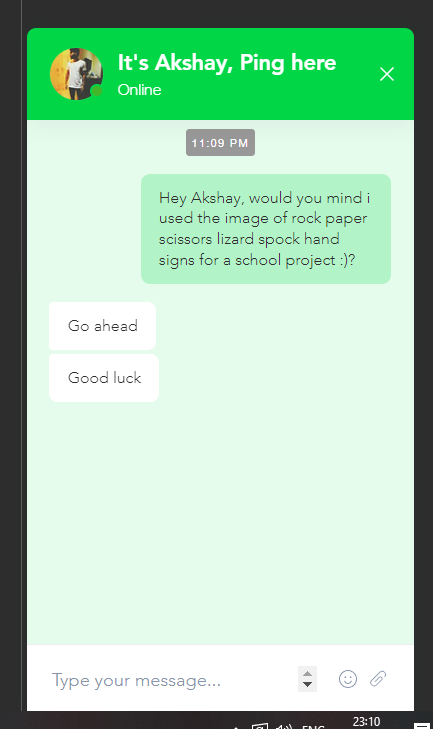 It's Akshay, Ping here
Online
11:09 PM
Hey Akshay, would you mind i
used the image of rock paper
scissors lizard spock hand
signs for a school project :)?
Go ahead
Good luck
Type your message...
23:10